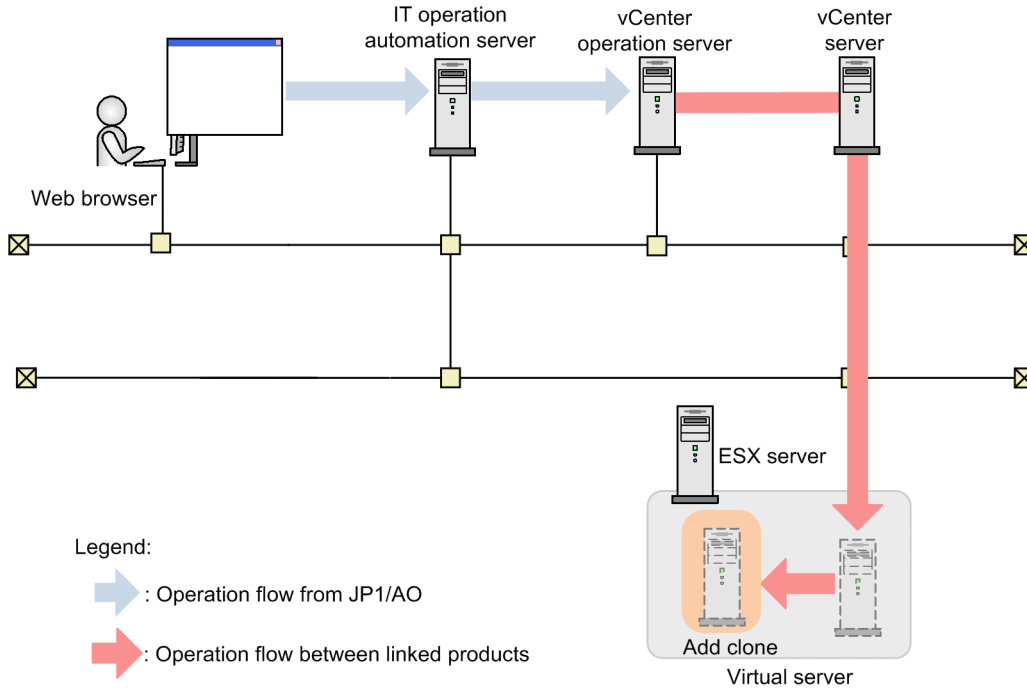 IT operation
automation server
vCenter
operation server
vCenter
server
Web browser
ESX server
Legend:
: Operation flow from JP1/AO
: Operation flow between linked products
Add clone
Virtual server